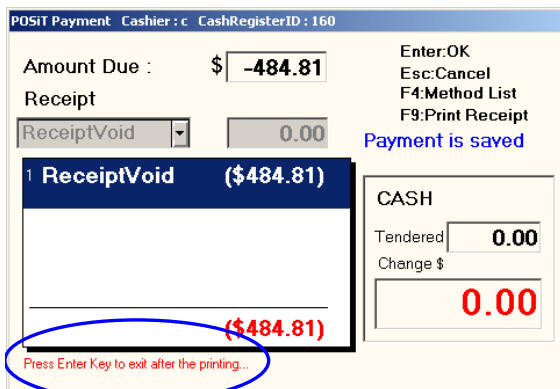 POSiT Payment Cashier : c CashRegisterID : 160
Amount Due : $ -484.81
Receipt
ReceiptVoid 0.00
Enter:OK
Esc:Cancel
F4:Method List
F9:Print Receipt
Payment is saved
1 ReceiptVoid ($484.81)
($484.81)
CASH
Tendered 0.00
Change $
0.00
Press Enter Key to exit after the printing...